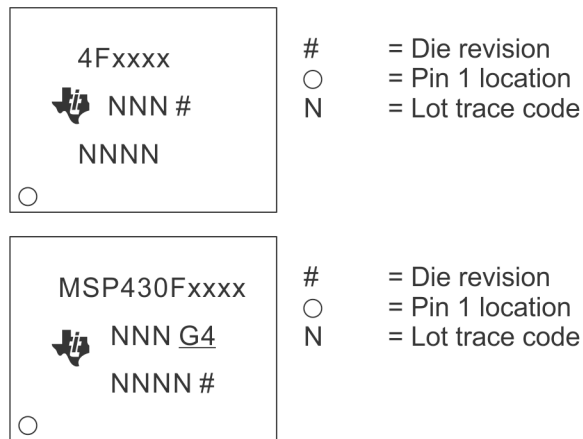 4Fxxxx
NNN #
NNNN
# = Die revision
○ = Pin 1 location
N = Lot trace code
MSP430Fxxxx
NNN G4
NNNN #
# = Die revision
○ = Pin 1 location
N = Lot trace code